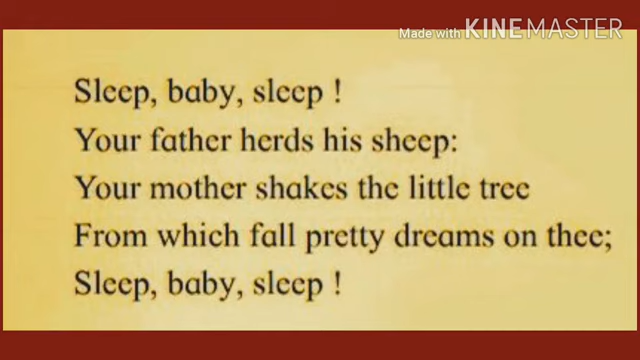 Made with KINEMASTER
Sleep, baby, sleep !
Your father herds his sheep:
Your mother shakes the little tree
From which fall pretty dreams on thee;
Sleep, baby, sleep !